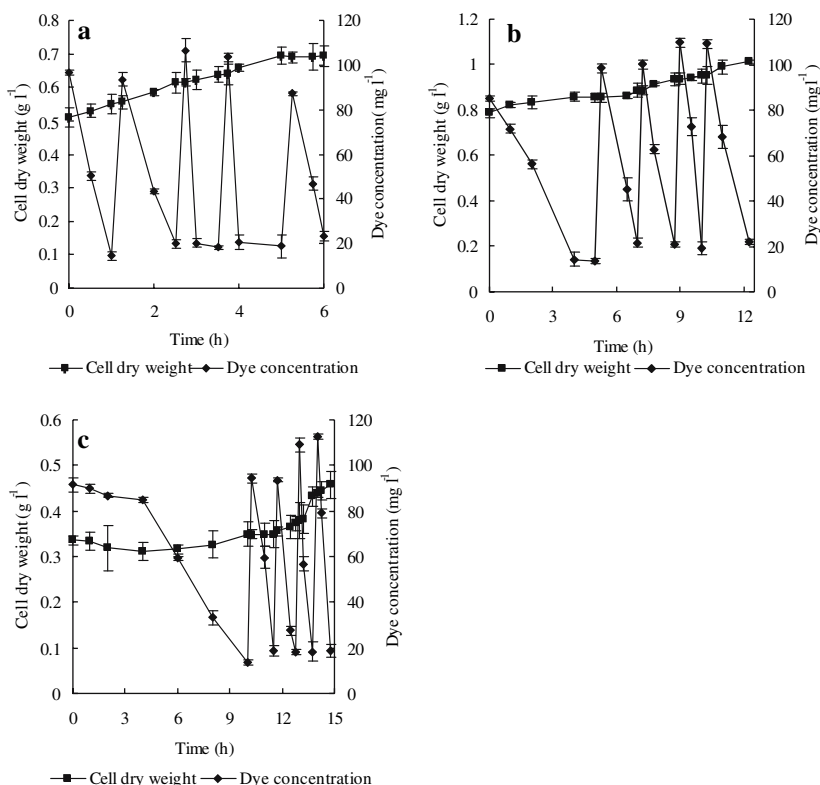 a
0.8
0.7
0.6
0.5
0.4
0.3
0.2
0.1
0
Cell dry weight (g l⁻¹)
120
100
80
60
40
20
0
Dye concentration( mg l⁻¹)
0 2 4 6
Time (h)
Cell dry weight Dye concentration
b
1.2
1
0.8
0.6
0.4
0.2
0
Cell dry weight (g l⁻¹)
120
100
80
60
40
20
0
Dye concentration (mg l⁻¹)
0 3 6 9 12
Time (h)
Cell dry weight Dye concentration
c
0.6
0.5
0.4
0.3
0.2
0.1
0
Cell dry weight (g l⁻¹)
120
100
80
60
40
20
0
Dye concentration (mg l⁻¹)
0 3 6 9 12 15
Time (h)
Cell dry weight Dye concentration